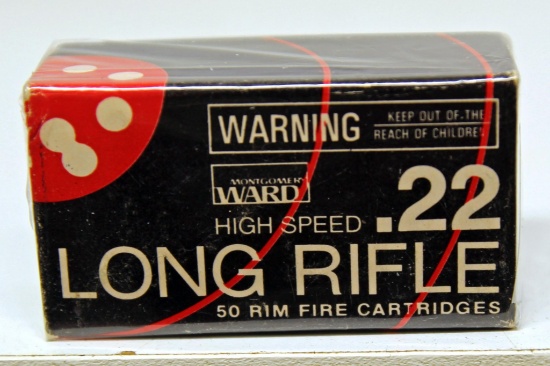 WARNING
KEEP OUT OF THE
REACH OF CHILDREN
MONTGOMERY
WARD
HIGH SPEED .22
LONG RIFLE
50 RIM FIRE CARTRIDGES